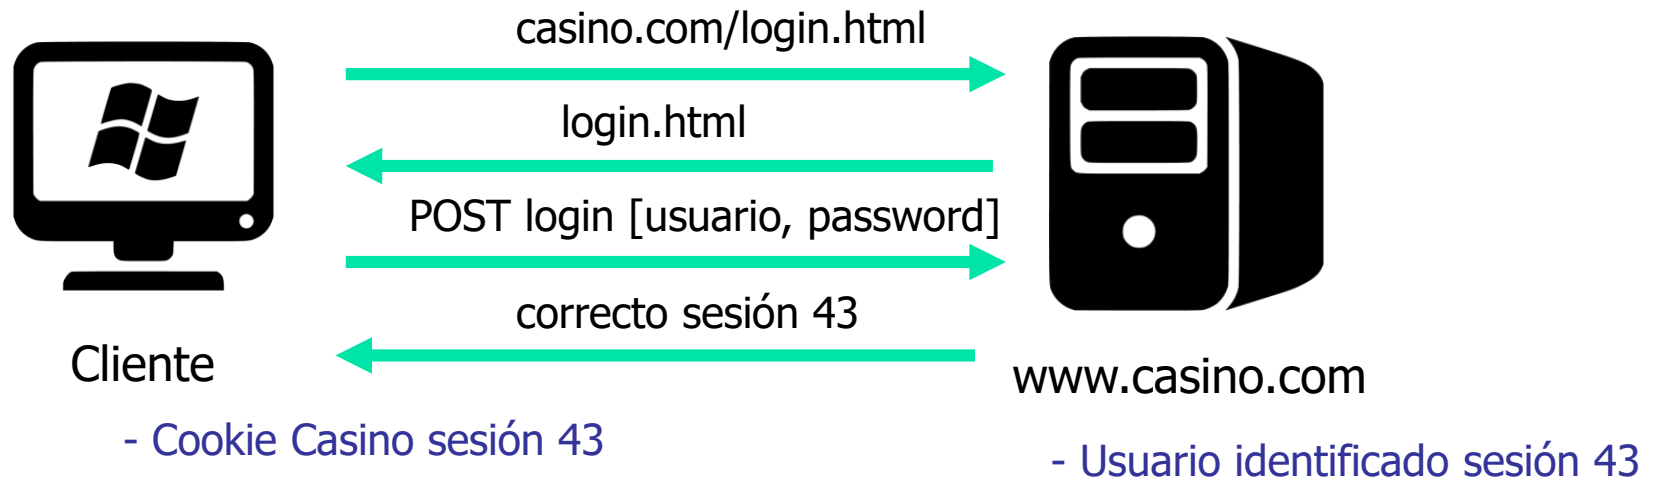 casino.com/login.html
login.html
POST login [usuario, password]
correcto sesión 43
Cliente
www.casino.com
- Cookie Casino sesión 43
- Usuario identificado sesión 43